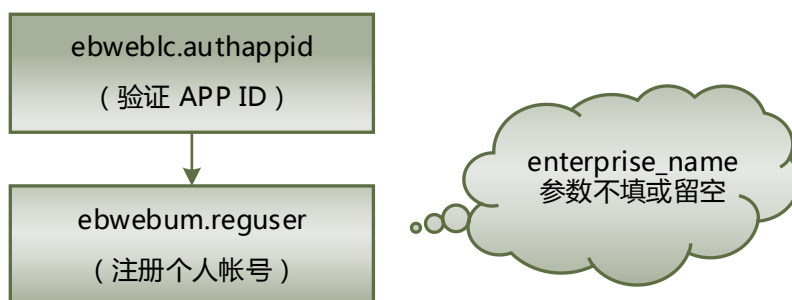 ebweblc.authappid
（验证 APP ID）
enterprise_name
参数不填或留空
ebwebum.reguser
（注册个人帐号）